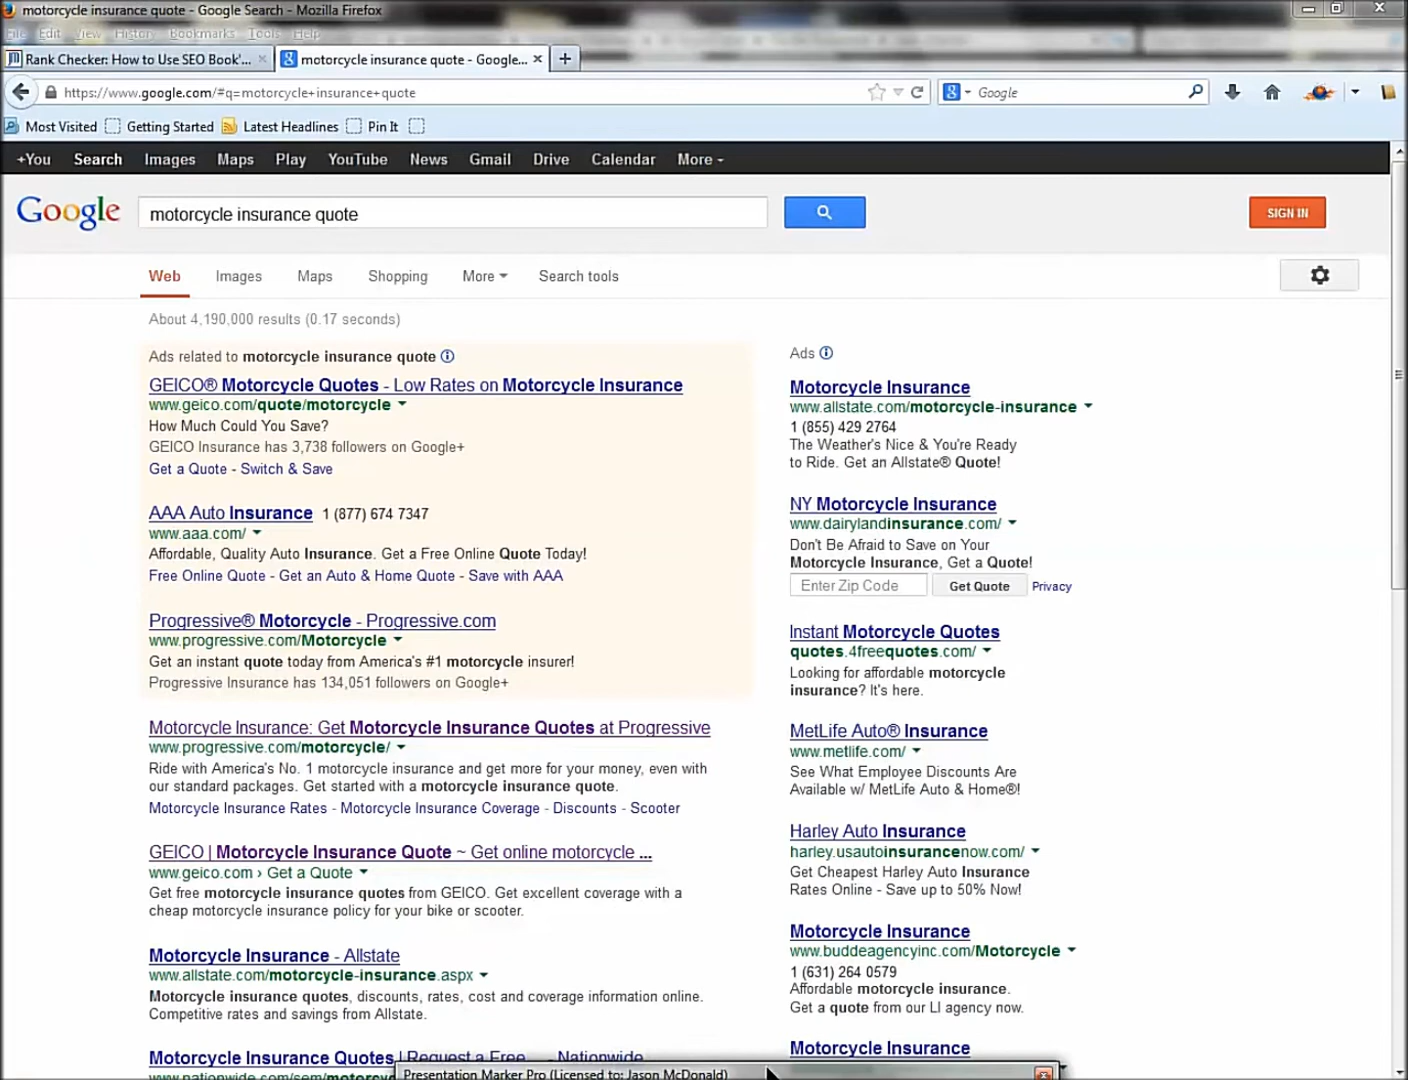 motorcycle insurance quote - Google Search - Mozilla Firefox
File Edit View History Bookmarks Tools Help
Rank Checker: How to Use SEO Book'... × motorcycle insurance quote - Google... × +
https://www.google.com/#q=motorcycle+insurance+quote
Google
Most Visited Getting Started Latest Headlines Pin It
+You Search Images Maps Play YouTube News Gmail Drive Calendar More
Google motorcycle insurance quote SIGN IN
Web Images Maps Shopping More Search tools
About 4,190,000 results (0.17 seconds)
Ads related to motorcycle insurance quote
GEICO® Motorcycle Quotes - Low Rates on Motorcycle Insurance
www.geico.com/quote/motorcycle
How Much Could You Save?
GEICO Insurance has 3,738 followers on Google+
Get a Quote - Switch & Save
AAA Auto Insurance 1 (877) 674 7347
www.aaa.com/
Affordable, Quality Auto Insurance. Get a Free Online Quote Today!
Free Online Quote - Get an Auto & Home Quote - Save with AAA
Progressive® Motorcycle - Progressive.com
www.progressive.com/Motorcycle
Get an instant quote today from America's #1 motorcycle insurer!
Progressive Insurance has 134,051 followers on Google+
Motorcycle Insurance: Get Motorcycle Insurance Quotes at Progressive
www.progressive.com/motorcycle/
Ride with America's No. 1 motorcycle insurance and get more for your money, even with
our standard packages. Get started with a motorcycle insurance quote.
Motorcycle Insurance Rates - Motorcycle Insurance Coverage - Discounts - Scooter
GEICO | Motorcycle Insurance Quote ~ Get online motorcycle ...
www.geico.com › Get a Quote
Get free motorcycle insurance quotes from GEICO. Get excellent coverage with a
cheap motorcycle insurance policy for your bike or scooter.
Motorcycle Insurance - Allstate
www.allstate.com/motorcycle-insurance.aspx
Motorcycle insurance quotes, discounts, rates, cost and coverage information online.
Competitive rates and savings from Allstate.
Motorcycle Insurance Quotes | Request a Free ... - Nationwide
www.nationwide.com/sem/motorcycle
Ads
Motorcycle Insurance
www.allstate.com/motorcycle-insurance
1 (855) 429 2764
The Weather's Nice & You're Ready
to Ride. Get an Allstate® Quote!
NY Motorcycle Insurance
www.dairylandinsurance.com/
Don't Be Afraid to Save on Your
Motorcycle Insurance, Get a Quote!
Enter Zip Code Get Quote Privacy
Instant Motorcycle Quotes
quotes.4freequotes.com/
Looking for affordable motorcycle
insurance? It's here.
MetLife Auto® Insurance
www.metlife.com/
See What Employee Discounts Are
Available w/ MetLife Auto & Home®!
Harley Auto Insurance
harley.usautoinsurancenow.com/
Get Cheapest Harley Auto Insurance
Rates Online - Save up to 50% Now!
Motorcycle Insurance
www.buddeagencyinc.com/Motorcycle
1 (631) 264 0579
Affordable motorcycle insurance.
Get a quote from our LI agency now.
Motorcycle Insurance
Presentation Marker Pro (Licensed to: Jason McDonald)